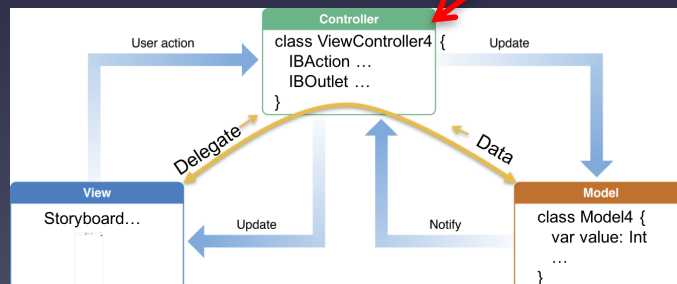 Controller
class ViewController4 {
IBAction …
IBOutlet …
}
User action
Update
Delegate
Data
View
Storyboard…
Update
Notify
Model
class Model4 {
var value: Int
…
}